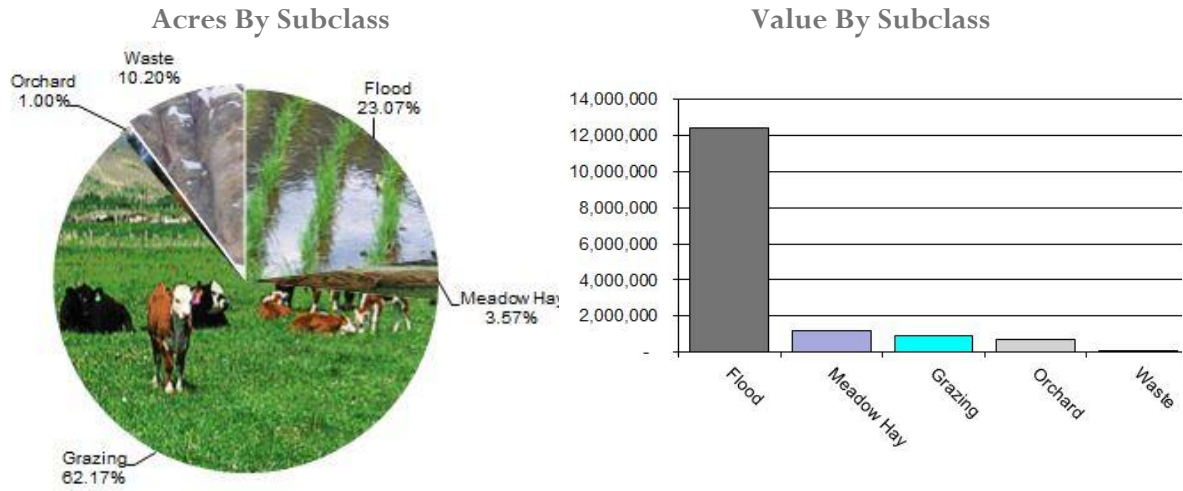 Acres By Subclass
Waste
10.20%
Orchard
1.00%
Flood
23.07%
Meadow Hay
3.57%
Grazing
62.17%
Value By Subclass
14,000,000
12,000,000
10,000,000
8,000,000
6,000,000
4,000,000
2,000,000
-
Flood
Meadow Hay
Grazing
Orchard
Waste